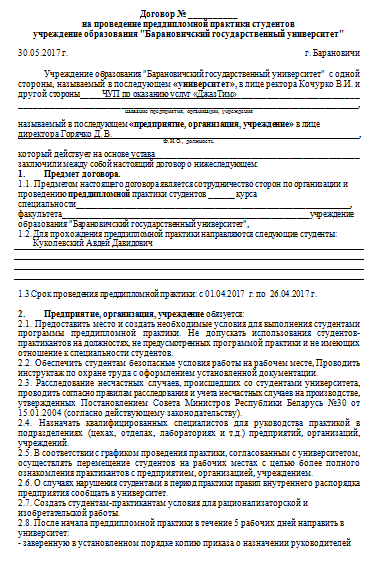 Договор № ___________
на проведение преддипломной практики студентов
учреждение образования "Барановичский государственный университет"
30.05.2017 г. г. Барановичи
Учреждение образования "Барановичский государственный университет" с одной
стороны, называемый в последующем «университет», в лице ректора Кочурко В.И. и
другой стороны ЧУП по оказанию услуг «ДжазТим»
название предприятия, организации, учреждения
называемый в последующем «предприятие, организация, учреждение» в лице
директора Горячко Д. В.
Ф.И.О., должность
который действует на основе устава
заключили между собой настоящий договор о нижеследующем:
1. Предмет договора.
1.1. Предметом настоящего договора является сотрудничество сторон по организации и
проведению преддипломной практики студентов ______ курса
специальности
факультета учреждение
образования "Барановичский государственный университет",
1.2. Для прохождения преддипломной практики направляются следующие студенты:
Куколевский Авдей Давидович
1.3. Срок проведения преддипломной практики: с 01.04.2017 г. по 26.04.2017 г.
2. Предприятие, организация, учреждение обязуется:
2.1. Предоставить место и создать необходимые условия для выполнения студентами
программы преддипломной практики. Не допускать использования студентов-
практикантов на должностях, не предусмотренных программой практики и не имеющих
отношение к специальности студентов.
2.2. Обеспечить студентам безопасные условия работы на рабочем месте, Проводить
инструктаж по охране труда с оформлением установленной документации.
2.3. Расследование несчастных случаев, происшедших со студентами университета,
проводить согласно правилам расследования и учета несчастных случаев на производстве,
утвержденных Постановлением Совета Министров Республики Беларусь №30 от
15.01.2004 (согласно действующему законодательству).
2.4. Назначать квалифицированных специалистов для руководства практикой в
подразделениях (цехах, отделах, лабораториях и т.д.) предприятий, организаций,
учреждений.
2.5. В соответствии с графиком проведения практики, согласованным с университетом,
осуществлять перемещение студентов на рабочих местах с целью более полного
ознакомления практикантов с предприятием, организацией, учреждением.
2.6. О случаях нарушения студентами в период практики правил внутреннего распорядка
предприятия сообщать в университет.
2.7. Создать студентам-практикантам условия для рационализаторской и
изобретательской работы.
2.8. После начала преддипломной практики в течение 5 рабочих дней направить в
университет:
- заверенную в установленном порядке копию приказа о назначении руководителей